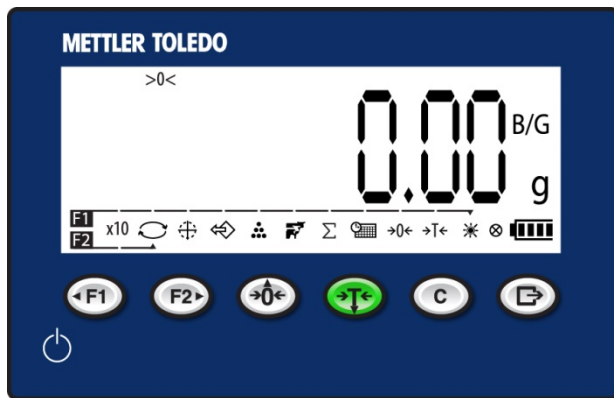 METTLER TOLEDO
>0<
0.00 B/G
g
F1
x10 Σ →0← →T←
F2
F1 F2 →0← →T← C